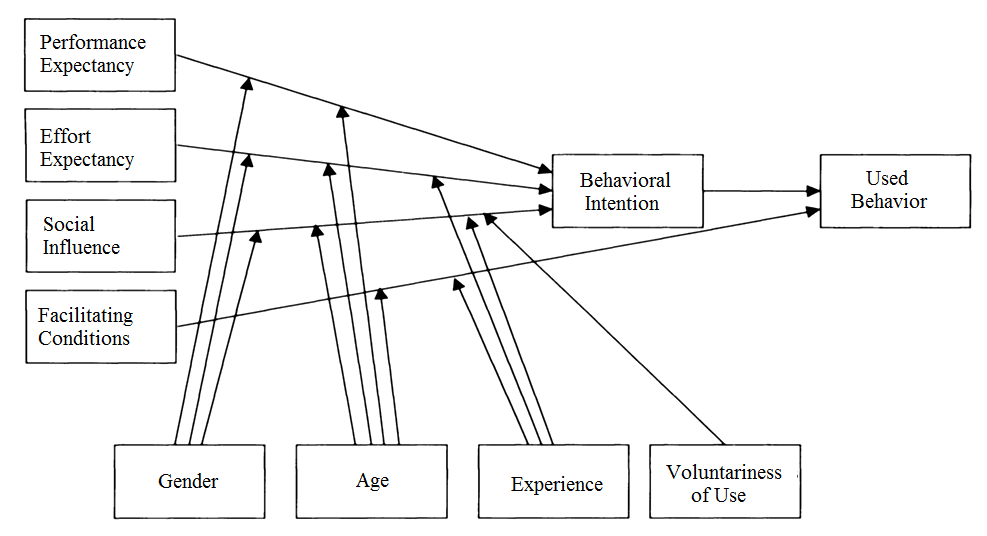 Performance
Expectancy
Effort
Expectancy
Social
Influence
Facilitating
Conditions
Behavioral
Intention
Used
Behavior
Gender
Age
Experience
Voluntariness
of Use